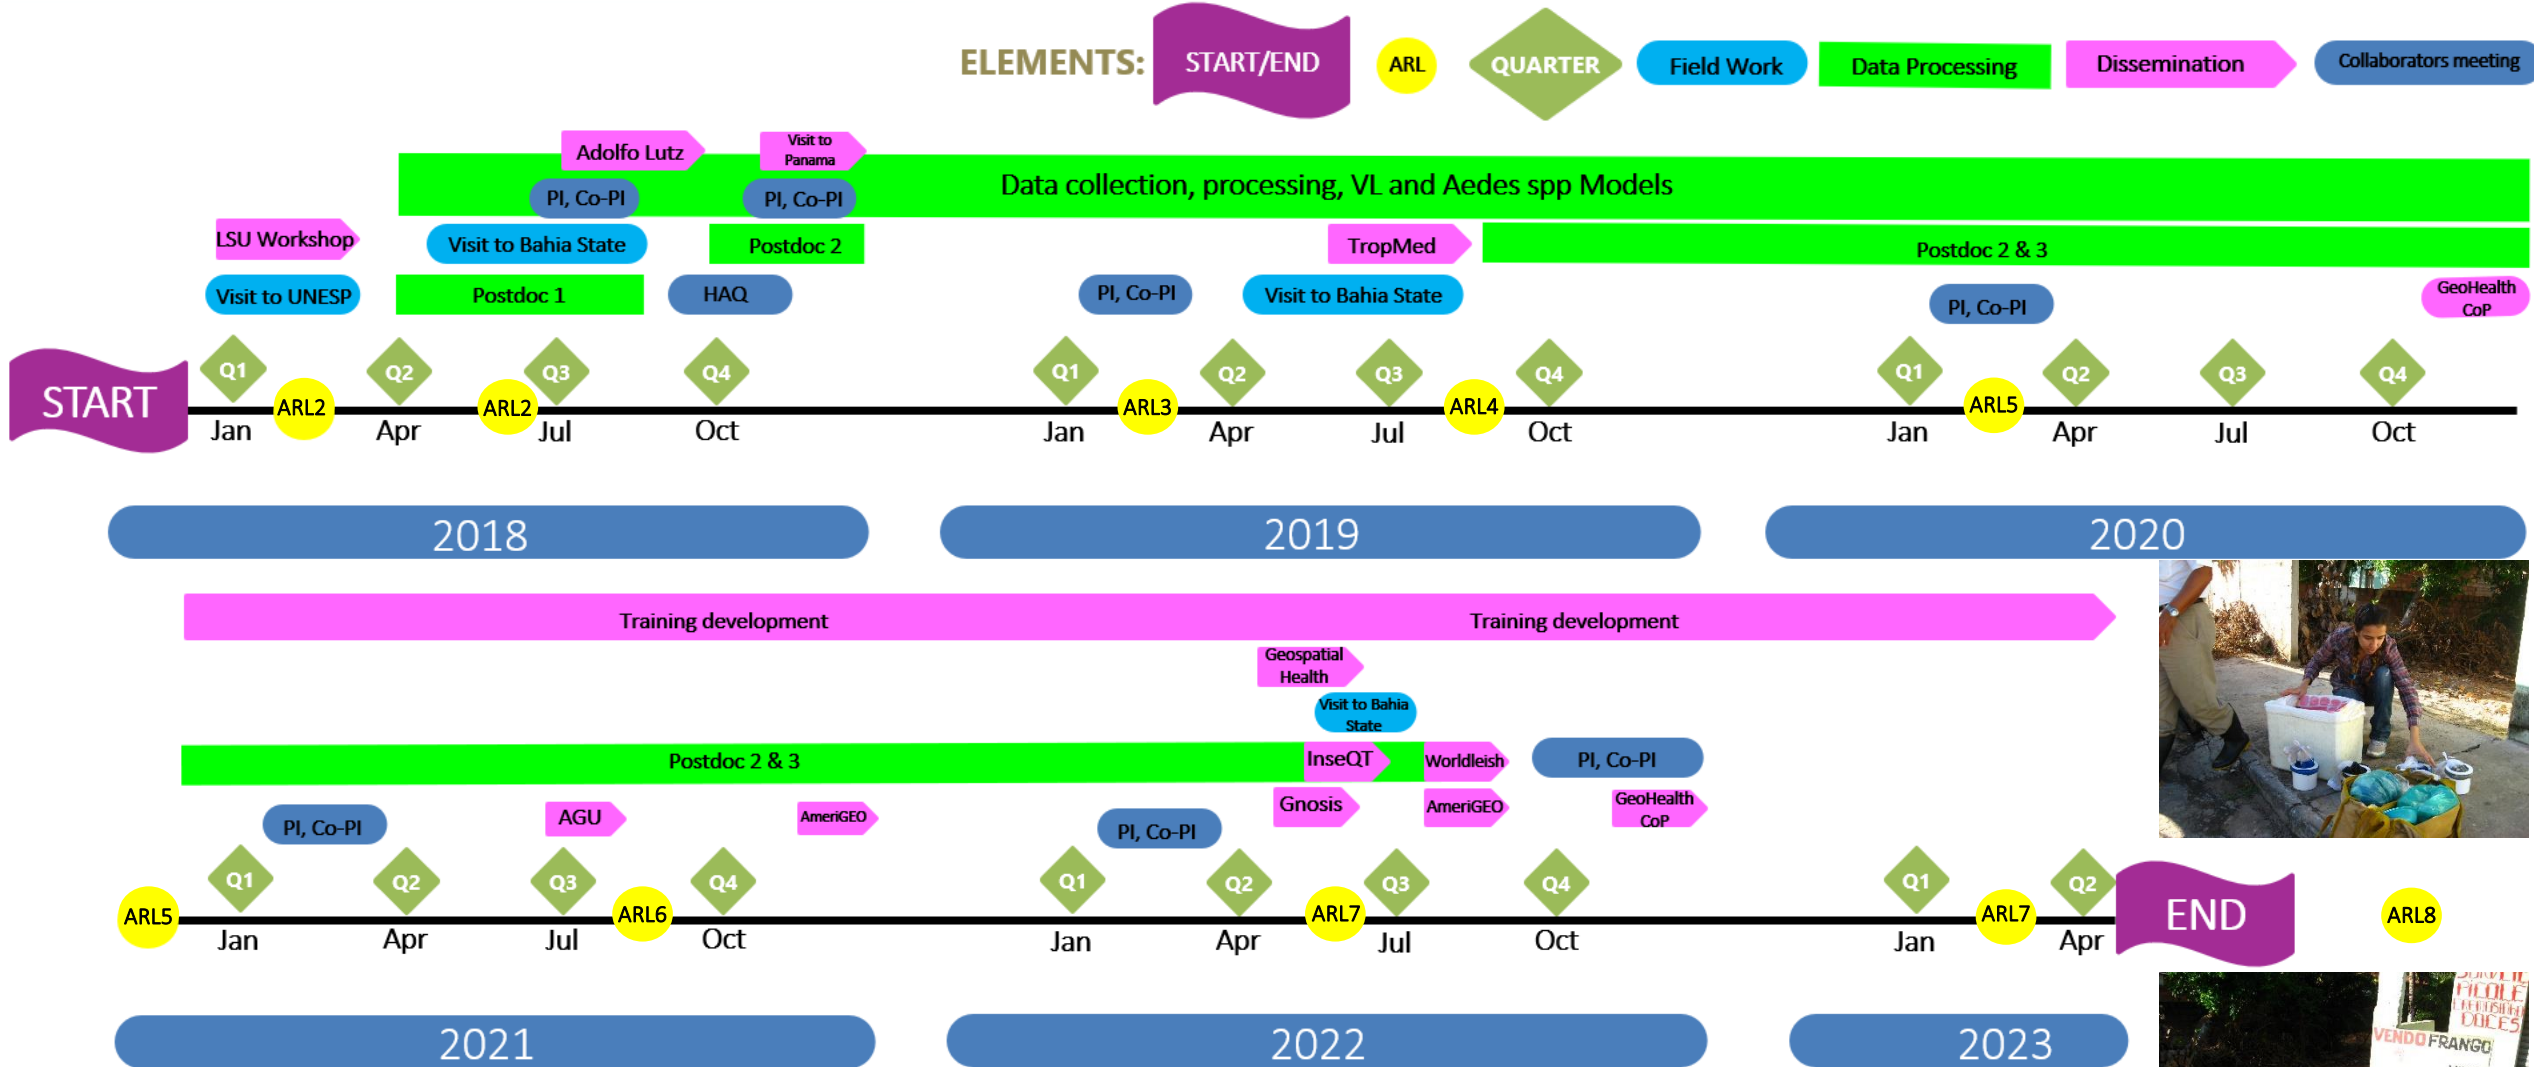 ELEMENTS:
START/END
ARL
QUARTER
Field Work
Data Processing
Dissemination
Collaborators meeting
Adolfo Lutz
Visit to
Panama
Data collection, processing, VL and Aedes spp Models
PI, Co-PI
PI, Co-PI
LSU Workshop
Visit to Bahia State
Postdoc 2
TropMed
Postdoc 2 & 3
Visit to UNESP
Postdoc 1
HAQ
PI, Co-PI
Visit to Bahia State
PI, Co-PI
GeoHealth
CoP
START
Q1
Q2
Q3
Q4
Q1
Q2
Q3
Q4
Q1
Q2
Q3
Q4
ARL2
ARL2
ARL3
ARL4
ARL5
Jan
Apr
Jul
Oct
Jan
Apr
Jul
Oct
Jan
Apr
Jul
Oct
2018
2019
2020
Training development
Training development
Geospatial
Health
Visit to Bahia
State
Postdoc 2 & 3
InseQT
Worldleish
PI, Co-PI
PI, Co-PI
AGU
AmeriGEO
PI, Co-PI
Gnosis
AmeriGEO
GeoHealth
CoP
Q1
Q2
Q3
Q4
Q1
Q2
Q3
Q4
Q1
Q2
ARL5
ARL6
ARL7
ARL7
END
ARL8
Jan
Apr
Jul
Oct
Jan
Apr
Jul
Oct
Jan
Apr
2021
2022
2023
PICOLE
DOCES
VENDO FRANGO